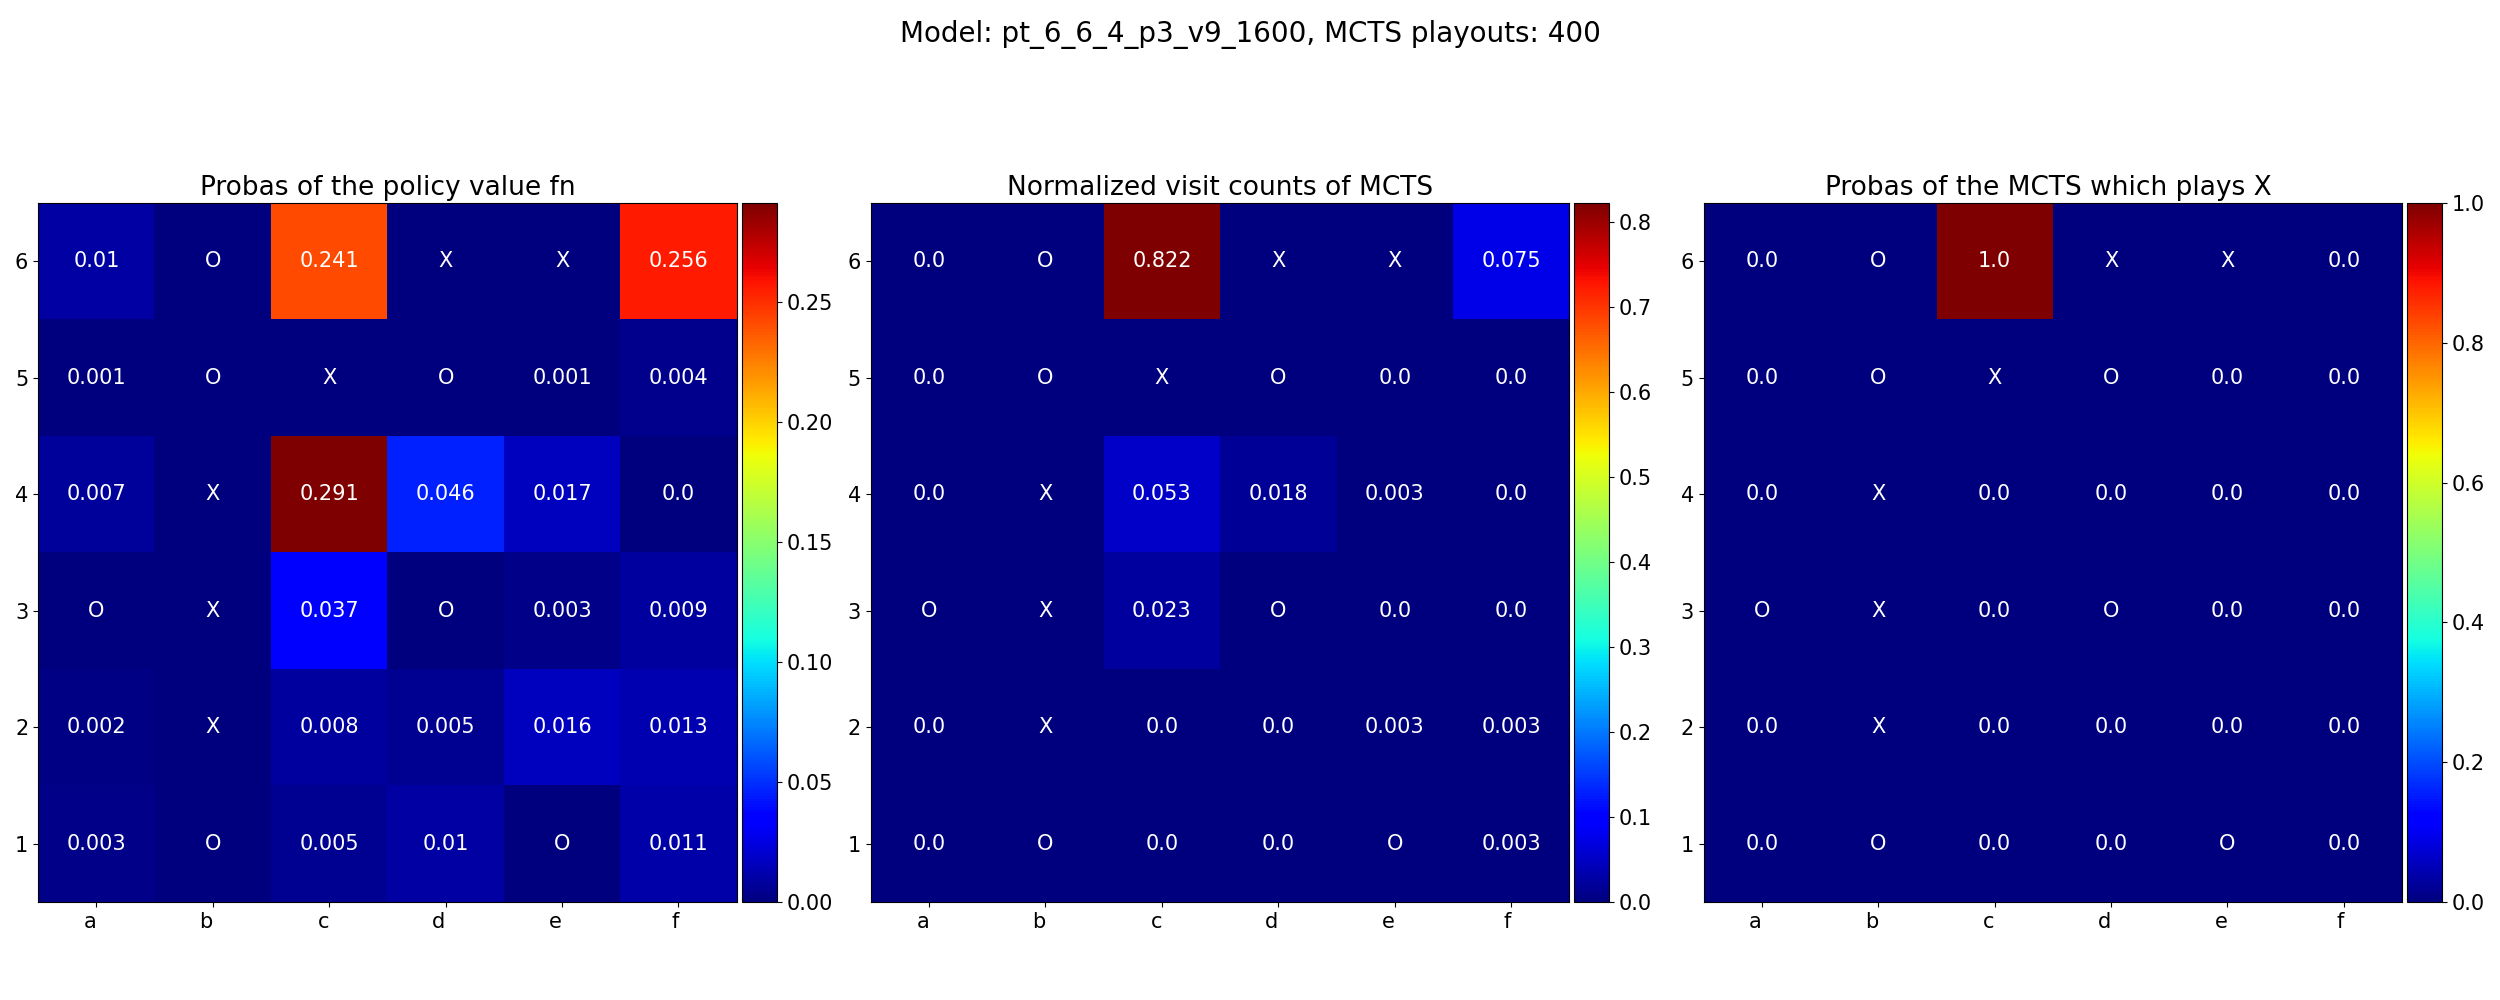 Model: pt_6_6_4_p3_v9_1600, MCTS playouts: 400
Probas of the policy value fn
6 0.01 O 0.241 X X 0.256
5 0.001 O X O 0.001 0.004
4 0.007 X 0.291 0.046 0.017 0.0
3 O X 0.037 O 0.003 0.009
2 0.002 X 0.008 0.005 0.016 0.013
1 0.003 O 0.005 0.01 O 0.011
a b c d e f
0.25
0.20
0.15
0.10
0.05
0.00
Normalized visit counts of MCTS
6 0.0 O 0.822 X X 0.075
5 0.0 O X O 0.0 0.0
4 0.0 X 0.053 0.018 0.003 0.0
3 O X 0.023 O 0.0 0.0
2 0.0 X 0.0 0.0 0.003 0.003
1 0.0 O 0.0 0.0 O 0.003
a b c d e f
0.8
0.7
0.6
0.5
0.4
0.3
0.2
0.1
0.0
Probas of the MCTS which plays X
6 0.0 O 1.0 X X 0.0
5 0.0 O X O 0.0 0.0
4 0.0 X 0.0 0.0 0.0 0.0
3 O X 0.0 O 0.0 0.0
2 0.0 X 0.0 0.0 0.0 0.0
1 0.0 O 0.0 0.0 O 0.0
a b c d e f
1.0
0.8
0.6
0.4
0.2
0.0